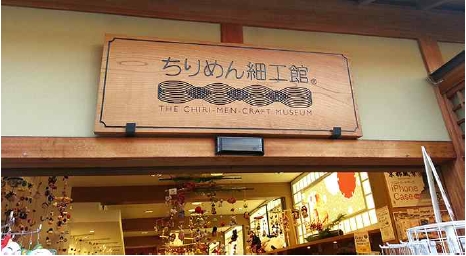 ちりめん細工館®
THE CHIRI-MEN-CRAFT MUSEUM
iPhone
Case